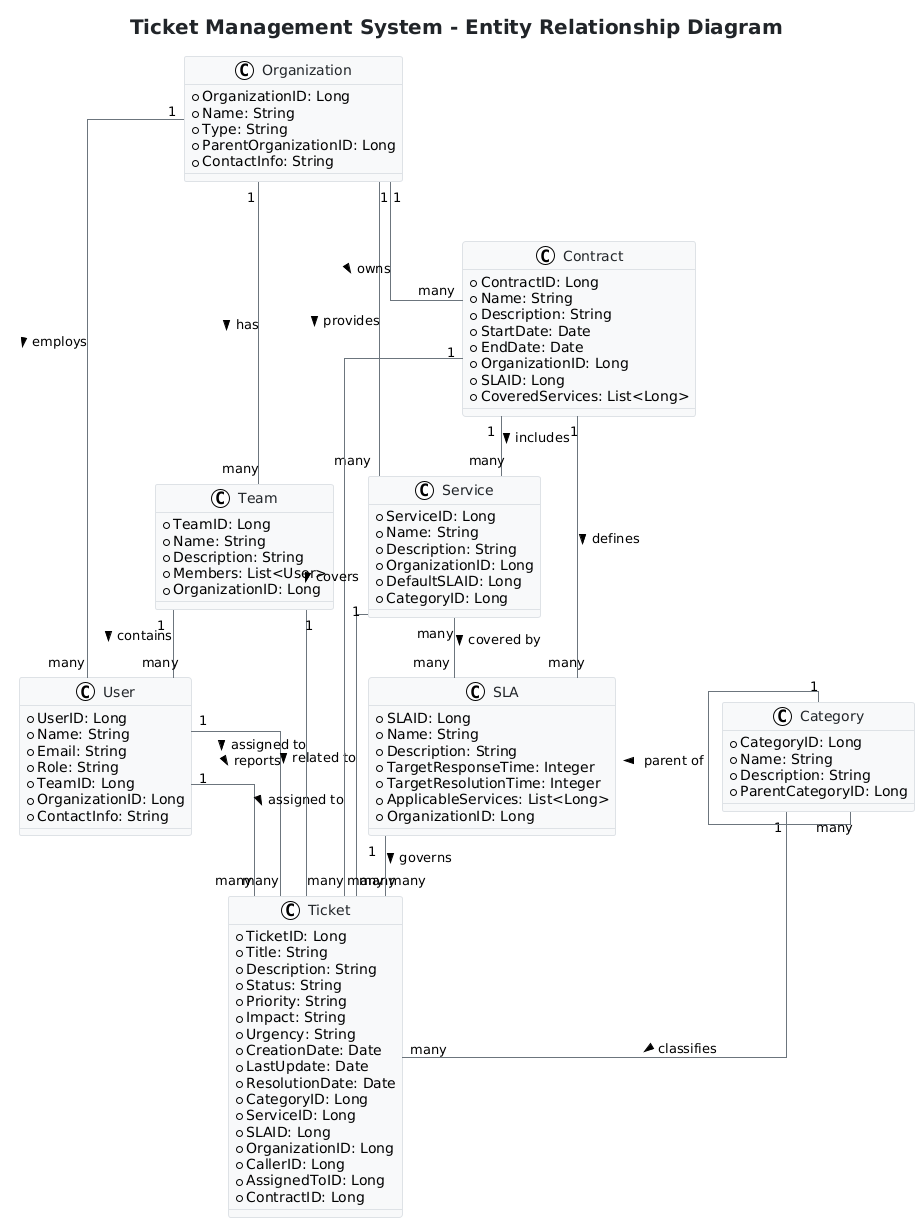 Ticket Management System - Entity Relationship Diagram
C Organization
OrganizationID: Long
Name: String
Type: String
ParentOrganizationID: Long
ContactInfo: String
1
1
1 1
C Contract
ContractID: Long
Name: String
Description: String
StartDate: Date
EndDate: Date
OrganizationID: Long
SLAID: Long
CoveredServices: List<Long>
owns
many
has
provides
employs
1
1
includes
1
many
many
many
C Team
TeamID: Long
Name: String
Description: String
Members: List<User>
OrganizationID: Long
C Service
ServiceID: Long
Name: String
Description: String
OrganizationID: Long
DefaultSLAID: Long
CategoryID: Long
defines
covers
1
contains
1
1
many
covered by
many
many
many
many
C User
UserID: Long
Name: String
Email: String
Role: String
TeamID: Long
OrganizationID: Long
ContactInfo: String
C SLA
SLAID: Long
Name: String
Description: String
TargetResponseTime: Integer
TargetResolutionTime: Integer
ApplicableServices: List<Long>
OrganizationID: Long
1
C Category
CategoryID: Long
Name: String
Description: String
ParentCategoryID: Long
parent of
1
assigned to
reports
related to
1
assigned to
1
many
1
governs
many
many
many
many
many
many
C Ticket
TicketID: Long
Title: String
Description: String
Status: String
Priority: String
Impact: String
Urgency: String
CreationDate: Date
LastUpdate: Date
ResolutionDate: Date
CategoryID: Long
ServiceID: Long
SLAID: Long
OrganizationID: Long
CallerID: Long
AssignedToID: Long
ContractID: Long
many
classifies